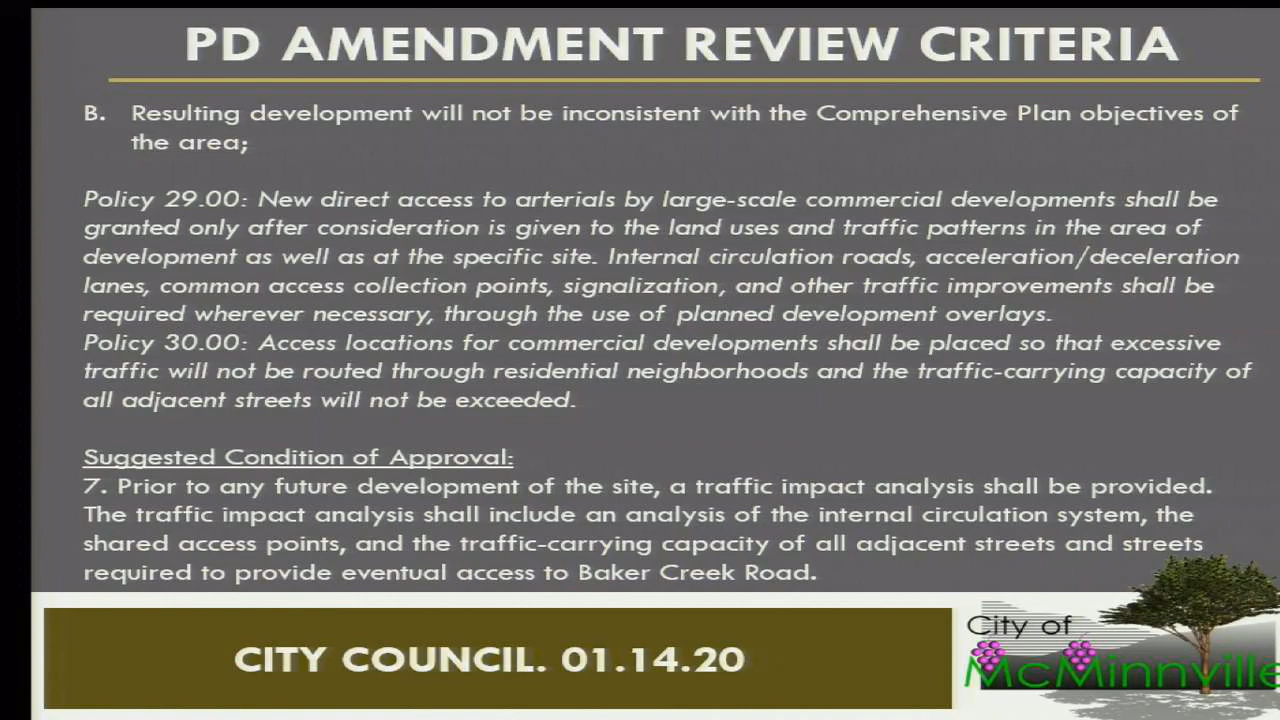 PD AMENDMENT REVIEW CRITERIA
B. Resulting development will not be inconsistent with the Comprehensive Plan objectives of
the area;
Policy 29.00: New direct access to arterials by large-scale commercial developments shall be
granted only after consideration is given to the land uses and traffic patterns in the area of
development as well as at the specific site. Internal circulation roads, acceleration/deceleration
lanes, common access collection points, signalization, and other traffic improvements shall be
required wherever necessary, through the use of planned development overlays.
Policy 30.00: Access locations for commercial developments shall be placed so that excessive
traffic will not be routed through residential neighborhoods and the traffic-carrying capacity of
all adjacent streets will not be exceeded.
Suggested Condition of Approval:
7. Prior to any future development of the site, a traffic impact analysis shall be provided.
The traffic impact analysis shall include an analysis of the internal circulation system, the
shared access points, and the traffic-carrying capacity of all adjacent streets and streets
required to provide eventual access to Baker Creek Road.
CITY COUNCIL. 01.14.20
City of
McMinnville